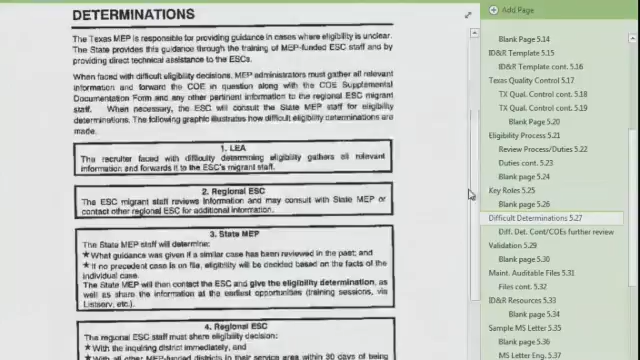 DETERMINATIONS
The Texas MEP is responsible for providing guidance in cases where eligibility is unclear.
The State provides this guidance through the training of MEP-funded ESC staff and by
providing direct technical assistance to the ESCs.
When faced with difficult eligibility decisions, MEP administrators must gather all relevant
information and forward the COE in question along with the COE Supplemental
Documentation Form and any other pertinent information to the regional ESC migrant
staff. When necessary, the ESC will consult the State MEP staff for eligibility
determinations. The following graphic illustrates how difficult eligibility determinations are
made.
1. LEA
The recruiter faced with difficulty determining eligibility gathers all relevant
information and forwards it to the ESC's migrant staff.
2. Regional ESC
The ESC migrant staff reviews information and may consult with State MEP or
contact other regional ESC for additional information.
3. State MEP
The State MEP staff will determine:
★What guidance was given if a similar case has been reviewed in the past; and
★If no precedent case is on file, eligibility will be decided based on the facts of the
individual case.
The State MEP will then contact the ESC and give the eligibility determination, as
well as share the information at the earliest opportunities (training sessions, via
Listserv, etc.).
4. Regional ESC
The regional ESC staff must share eligibility decision:
★With the inquiring district immediately, and
★With all other MEP-funded districts in their service area within 30 days of being
Add Page
Blank Page 5.14
ID&R Template 5.15
ID&R Template cont. 5.16
Texas Quality Control 5.17
TX Qual. Control cont. 5.18
TX Qual. Control cont. 5.19
Blank Page 5.20
Eligibility Process 5.21
Review Process/Duties 5.22
Duties cont. 5.23
Blank page 5.24
Key Roles 5.25
Blank page 5.26
Difficult Determinations 5.27
Diff. Det. Cont/COEs further review
Validation 5.29
Blank page 5.30
Maint. Auditable Files 5.31
Files cont. 5.32
ID&R Resources 5.33
Blank page 5.34
Sample MS Letter 5.35
Blank page 5.36
MS Letter Eng. 5.37